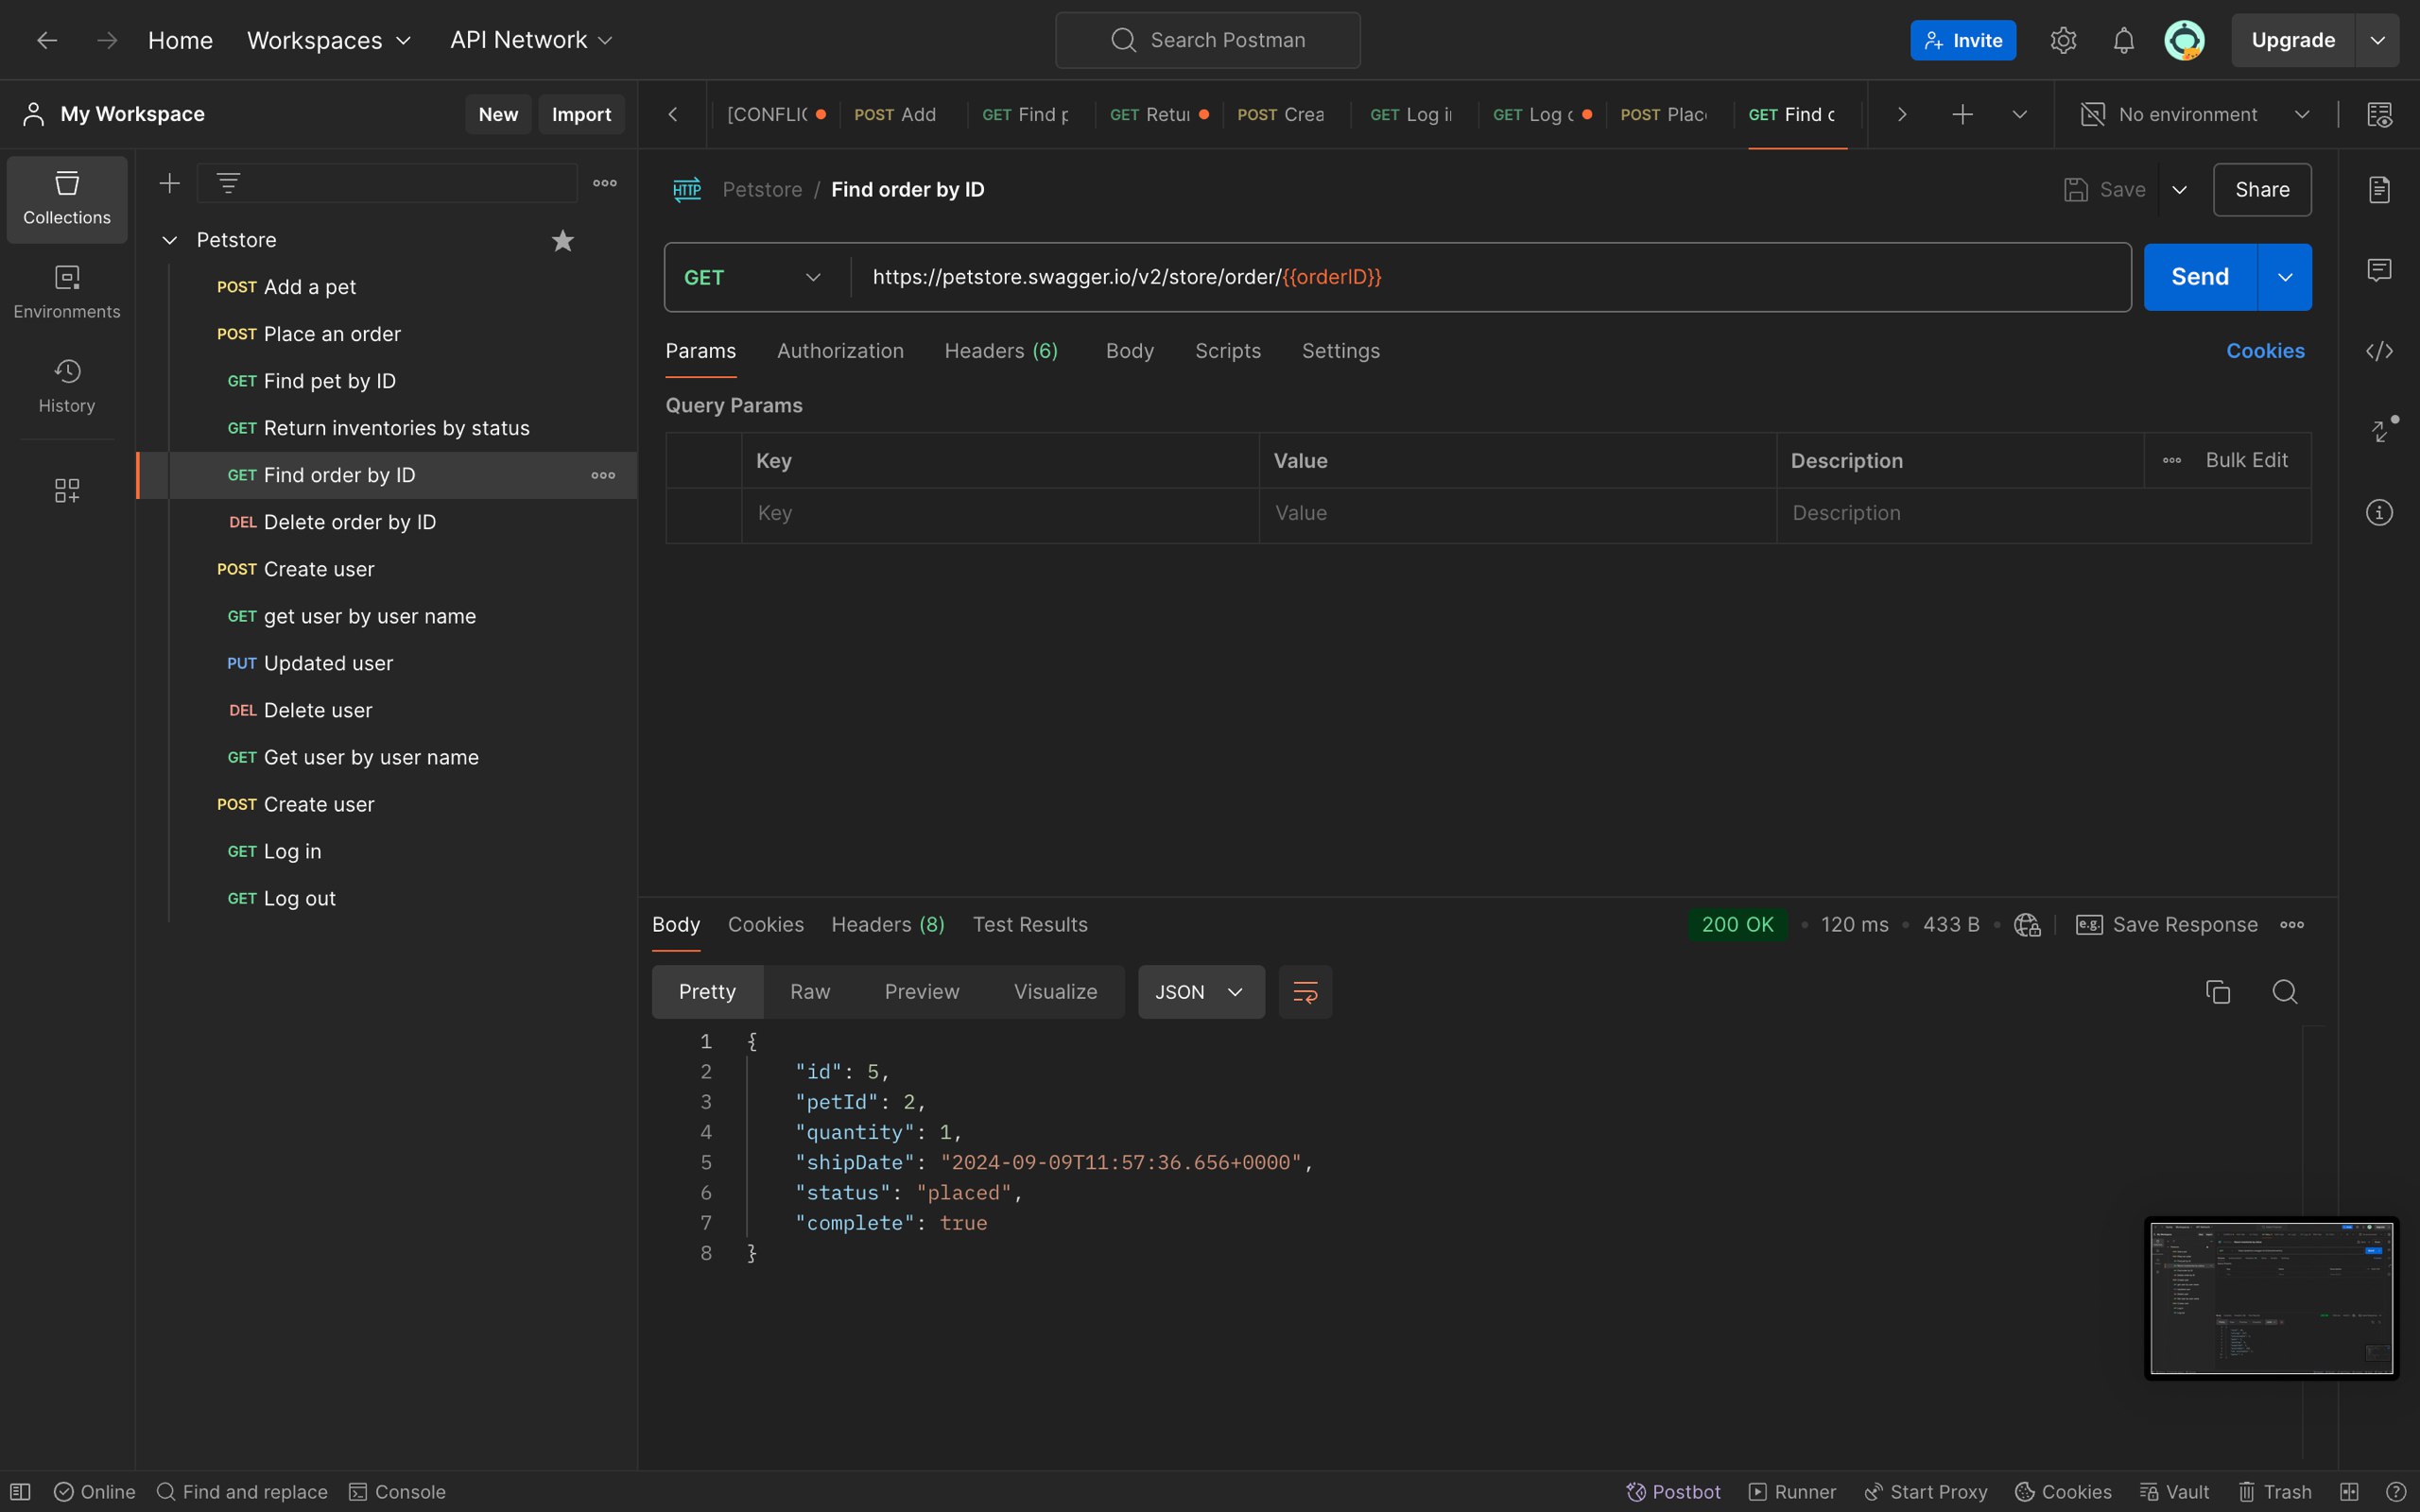 Home Workspaces API Network Search Postman Invite Upgrade
My Workspace New Import
[CONFLI POST Add GET Find GET Retu POST Crea GET Log i GET Log POST Plac GET Find No environment
Collections
Environments
History
Petstore
POST Add a pet
POST Place an order
GET Find pet by ID
GET Return inventories by status
GET Find order by ID
DEL Delete order by ID
POST Create user
GET get user by user name
PUT Updated user
DEL Delete user
GET Get user by user name
POST Create user
GET Log in
GET Log out
HTTP Petstore / Find order by ID Save Share
GET https://petstore.swagger.io/v2/store/order/{{orderID}} Send
Params Authorization Headers (6) Body Scripts Settings Cookies
Query Params
Key Value Description Bulk Edit
Key Value Description
Body Cookies Headers (8) Test Results 200 OK • 120 ms • 433 B • e.g. Save Response
Pretty Raw Preview Visualize JSON
1 {
2 "id": 5,
3 "petId": 2,
4 "quantity": 1,
5 "shipDate": "2024-09-09T11:57:36.656+0000",
6 "status": "placed",
7 "complete": true
8 }
Online Find and replace Console Postbot Runner Start Proxy Cookies Vault Trash